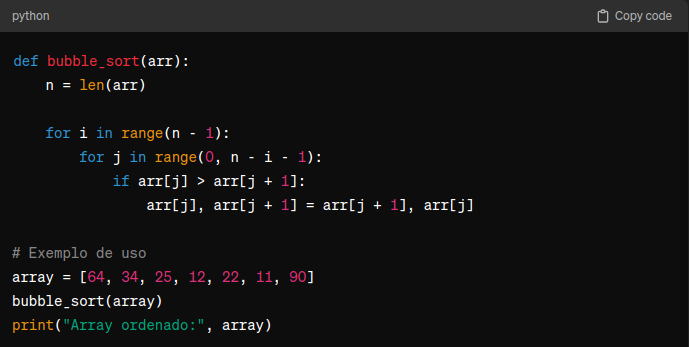 python
Copy code
def bubble_sort(arr):
    n = len(arr)
    for i in range(n - 1):
        for j in range(0, n - i - 1):
            if arr[j] > arr[j + 1]:
                arr[j], arr[j + 1] = arr[j + 1], arr[j]
# Exemplo de uso
array = [64, 34, 25, 12, 22, 11, 90]
bubble_sort(array)
print("Array ordenado:", array)